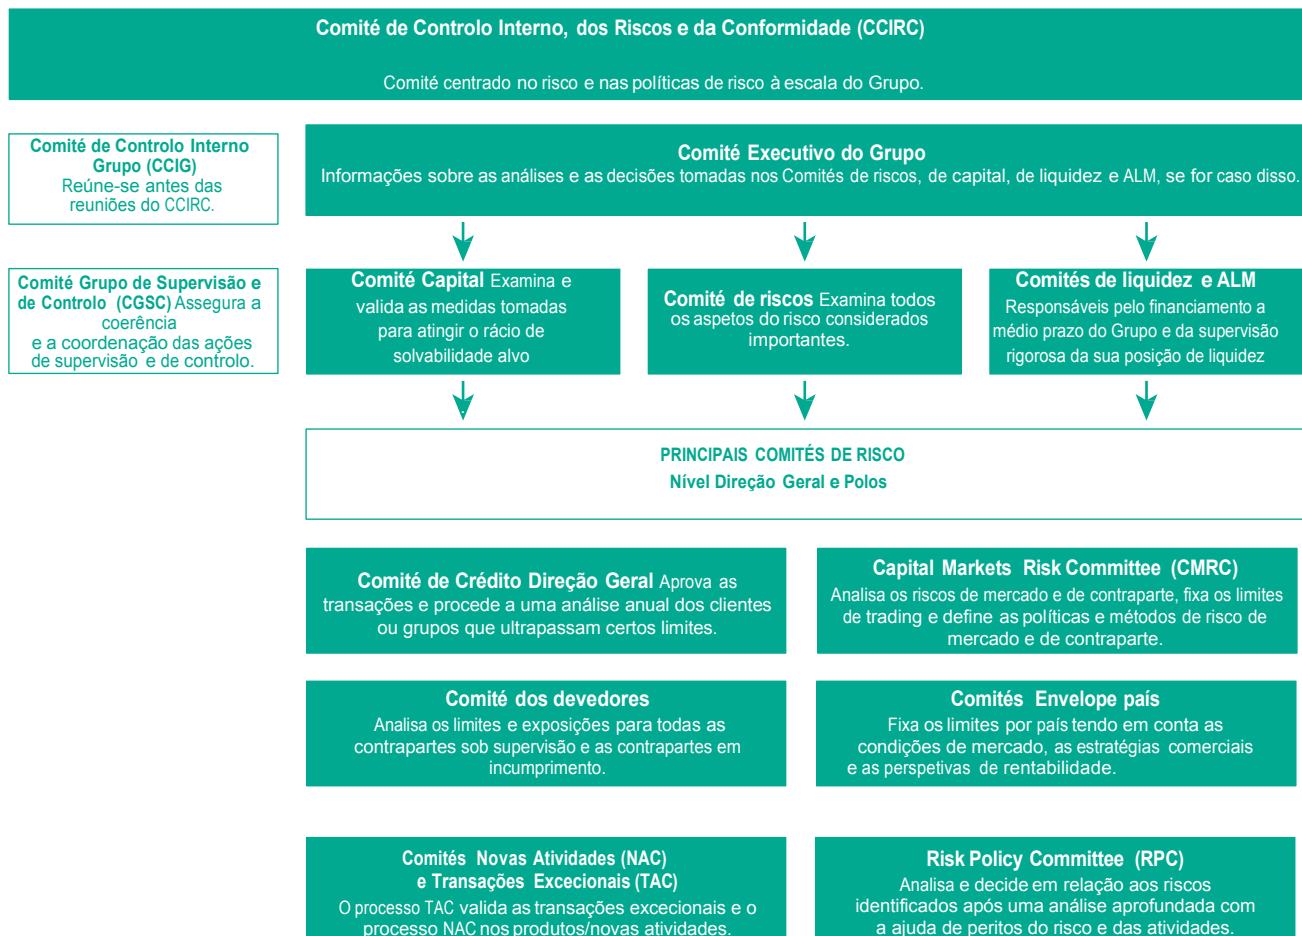 Comité de Controlo Interno, dos Riscos e da Conformidade (CCIRC)
Comité centrado no risco e nas políticas de risco à escala do Grupo.
Comité de Controlo Interno
Grupo (CCIG)
Reúne-se antes das
reuniões do CCIRC.
Comité Executivo do Grupo
Informações sobre as análises e as decisões tomadas nos Comités de riscos, de capital, de liquidez e ALM, se for caso disso.
Comité Grupo de Supervisão e
de Controlo (CGSC) Assegura a
coerência
e a coordenação das ações
de supervisão e de controlo.
Comité Capital Examina e
valida as medidas tomadas
para atingir o rácio de
solvabilidade alvo
Comité de riscos Examina todos
os aspetos do risco considerados
importantes.
Comités de liquidez e ALM
Responsáveis pelo financiamento a
médio prazo do Grupo e da supervisão
rigorosa da sua posição de liquidez
PRINCIPAIS COMITÉS DE RISCO
Nível Direção Geral e Polos
Comité de Crédito Direção Geral Aprova as
transações e procede a uma análise anual dos clientes
ou grupos que ultrapassam certos limites.
Capital Markets Risk Committee (CMRC)
Analisa os riscos de mercado e de contraparte, fixa os limites
de trading e define as políticas e métodos de risco de
mercado e de contraparte.
Comité dos devedores
Analisa os limites e exposições para todas as
contrapartes sob supervisão e as contrapartes em
incumprimento.
Comités Envelope país
Fixa os limites por país tendo em conta as
condições de mercado, as estratégias comerciais
e as perspetivas de rentabilidade.
Comités Novas Atividades (NAC)
e Transações Excecionais (TAC)
O processo TAC valida as transações excecionais e o
processo NAC nos produtos/novas atividades.
Risk Policy Committee (RPC)
Analisa e decide em relação aos riscos
identificados após uma análise aprofundada com
a ajuda de peritos do risco e das atividades.